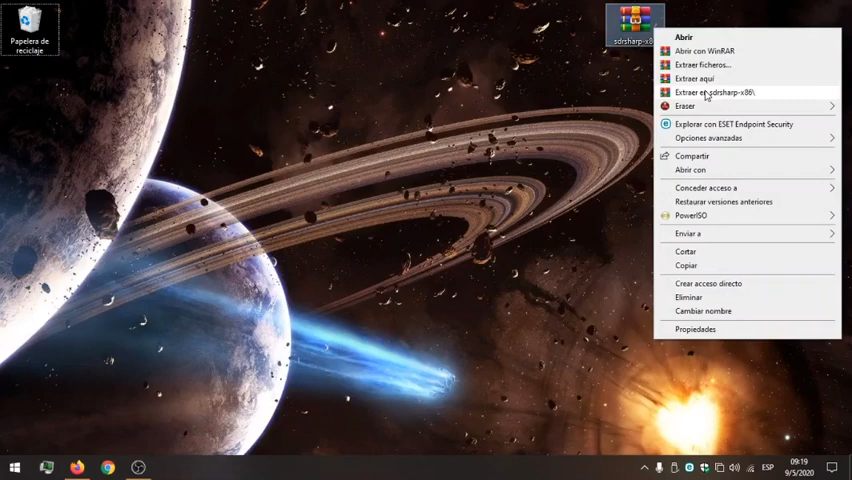 Papelera de
reciclaje
sdrsharp-x8
Abrir
Abrir con WinRAR
Extraer ficheros...
Extraer aquí
Extraer en sdrsharp-x86\
Eraser
Explorar con ESET Endpoint Security
Opciones avanzadas
Compartir
Abrir con
Conceder acceso a
Restaurar versiones anteriores
PowerISO
Enviar a
Cortar
Copiar
Crear acceso directo
Eliminar
Cambiar nombre
Propiedades
ESP
09:19
9/5/2020